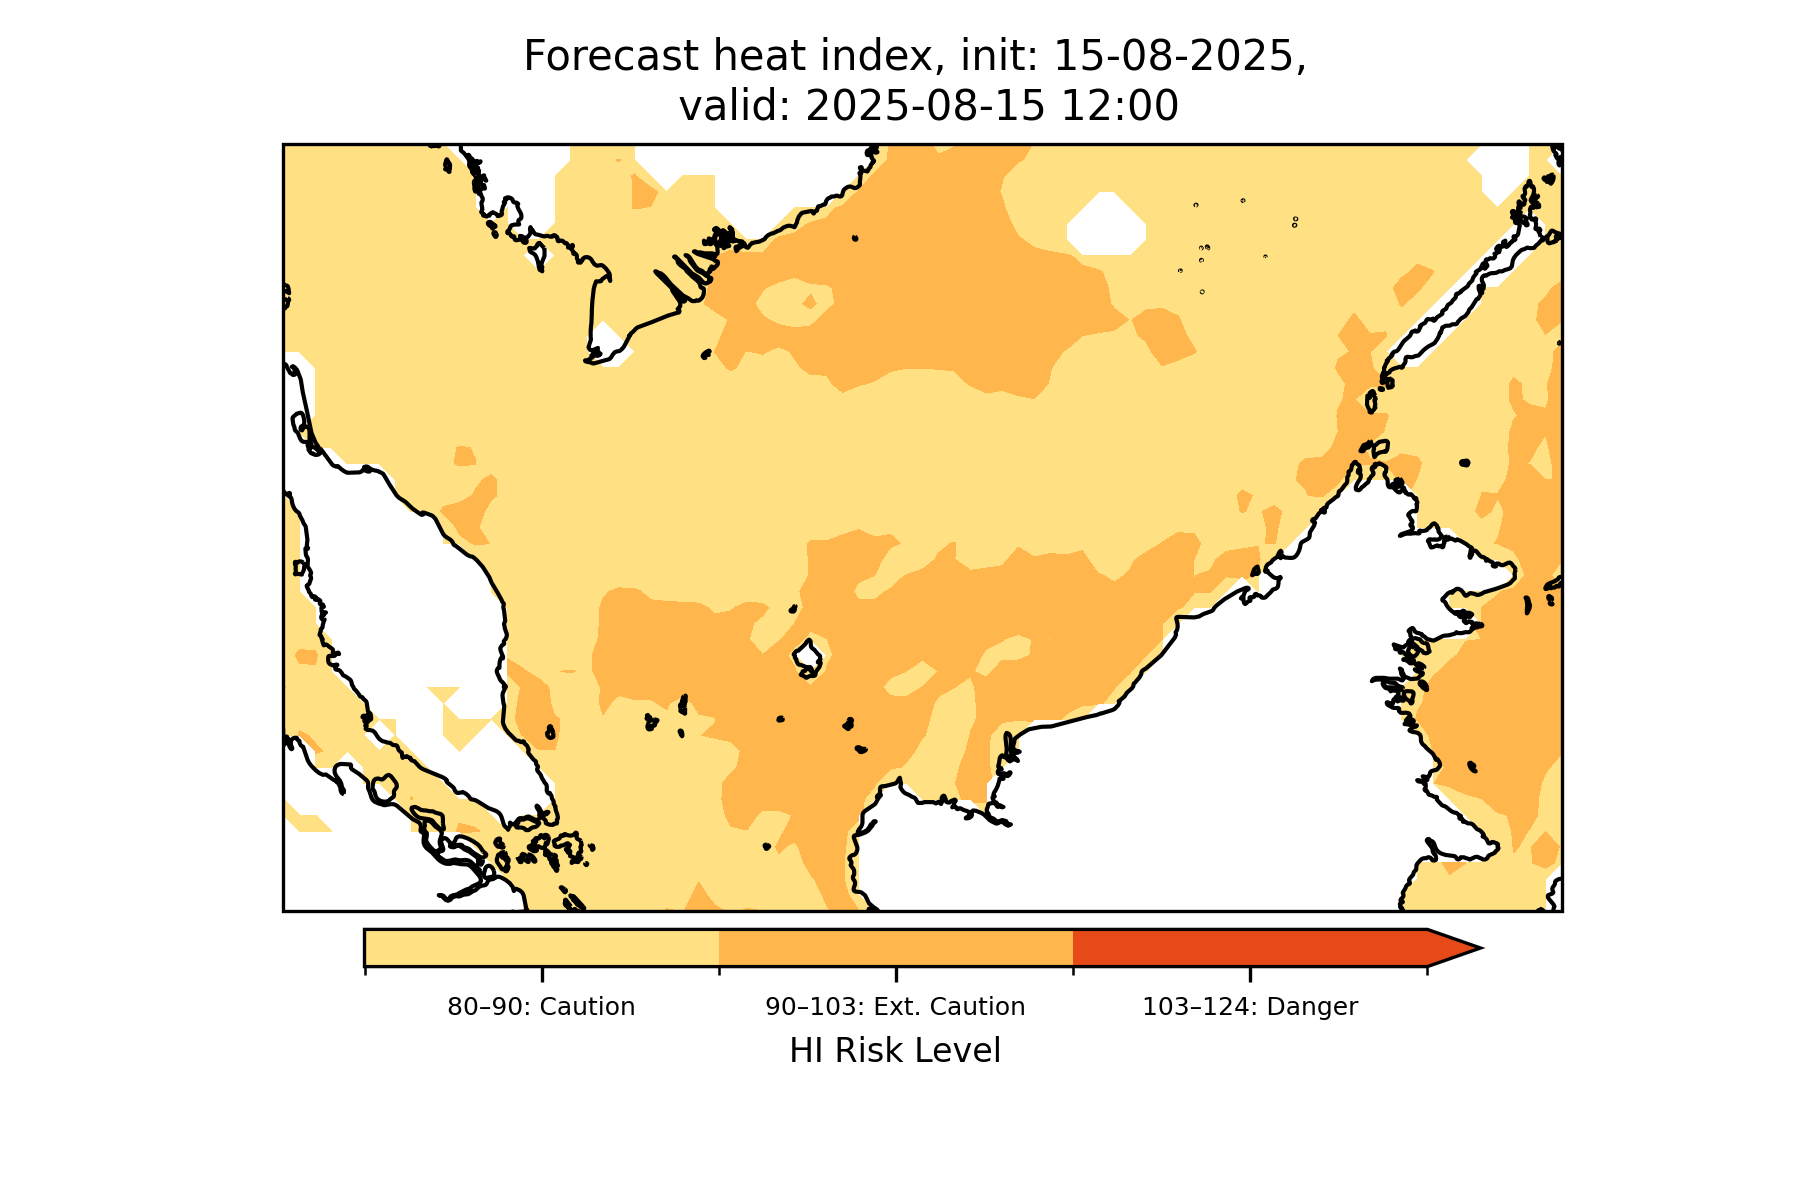 Forecast heat index, init: 15-08-2025,
valid: 2025-08-15 12:00
80–90: Caution
90–103: Ext. Caution
103–124: Danger
HI Risk Level